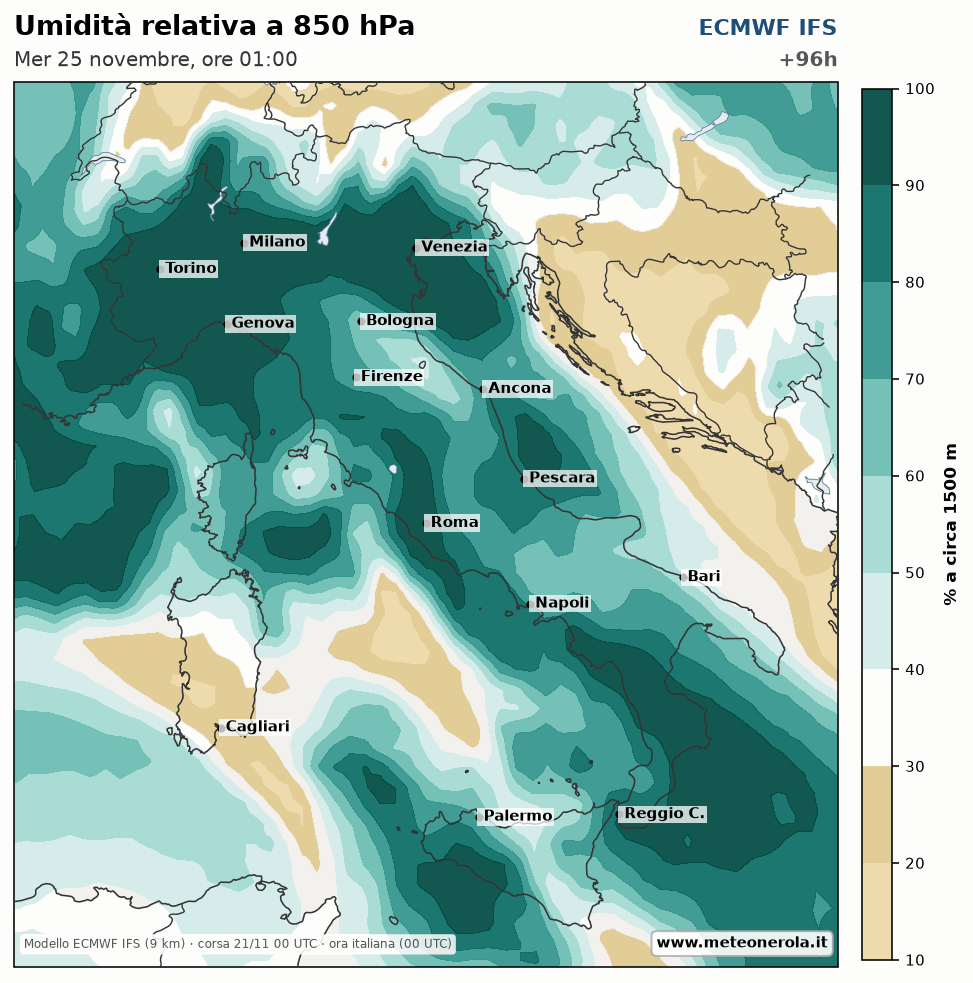 Umidità relativa a 850 hPa
ECMWF IFS
Mer 25 novembre, ore 01:00
+96h
Milano
Venezia
Torino
Genova
Bologna
Firenze
Ancona
Pescara
Roma
Bari
Napoli
Cagliari
Palermo
Reggio C.
100
90
80
70
60
50
40
30
20
10
% a circa 1500 m
Modello ECMWF IFS (9 km) · corsa 21/11 00 UTC · ora italiana (00 UTC)
www.meteonerola.it